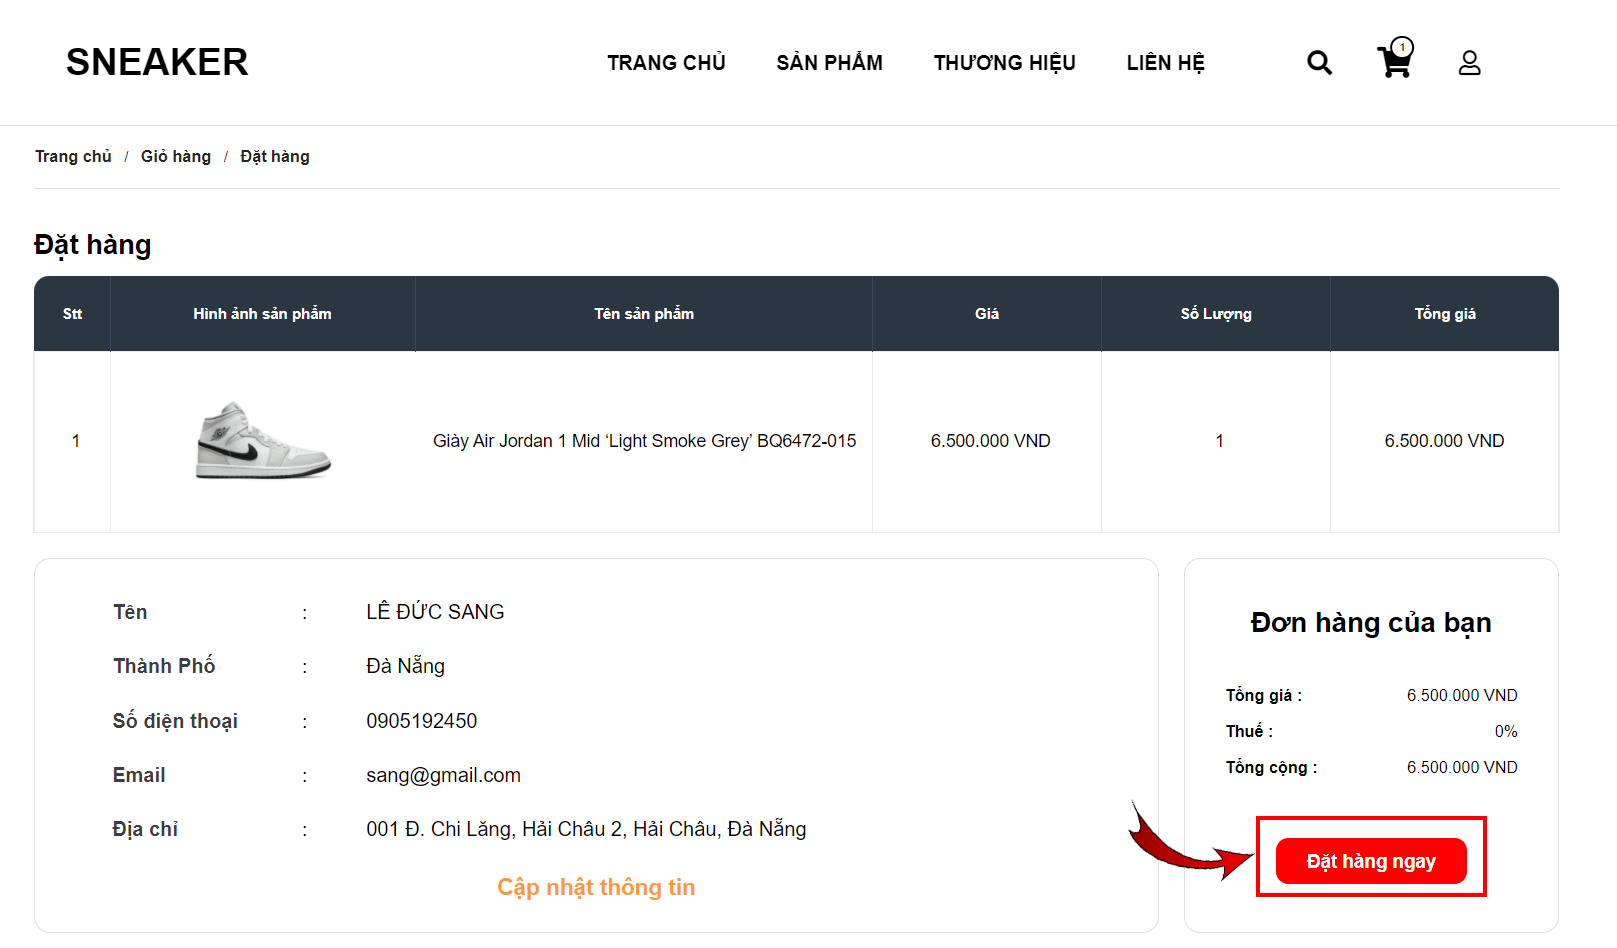 SNEAKER
TRANG CHỦ SẢN PHẨM THƯƠNG HIỆU LIÊN HỆ 1
Trang chủ / Giỏ hàng / Đặt hàng
Đặt hàng
Stt Hình ảnh sản phẩm Tên sản phẩm Giá Số Lượng Tổng giá
1 Giày Air Jordan 1 Mid ‘Light Smoke Grey’ BQ6472-015 6.500.000 VND 1 6.500.000 VND
Tên : LÊ ĐỨC SANG
Thành Phố : Đà Nẵng
Số điện thoại : 0905192450
Email : sang@gmail.com
Địa chỉ : 001 Đ. Chi Lăng, Hải Châu 2, Hải Châu, Đà Nẵng
Cập nhật thông tin
Đơn hàng của bạn
Tổng giá : 6.500.000 VND
Thuế : 0%
Tổng cộng : 6.500.000 VND
Đặt hàng ngay